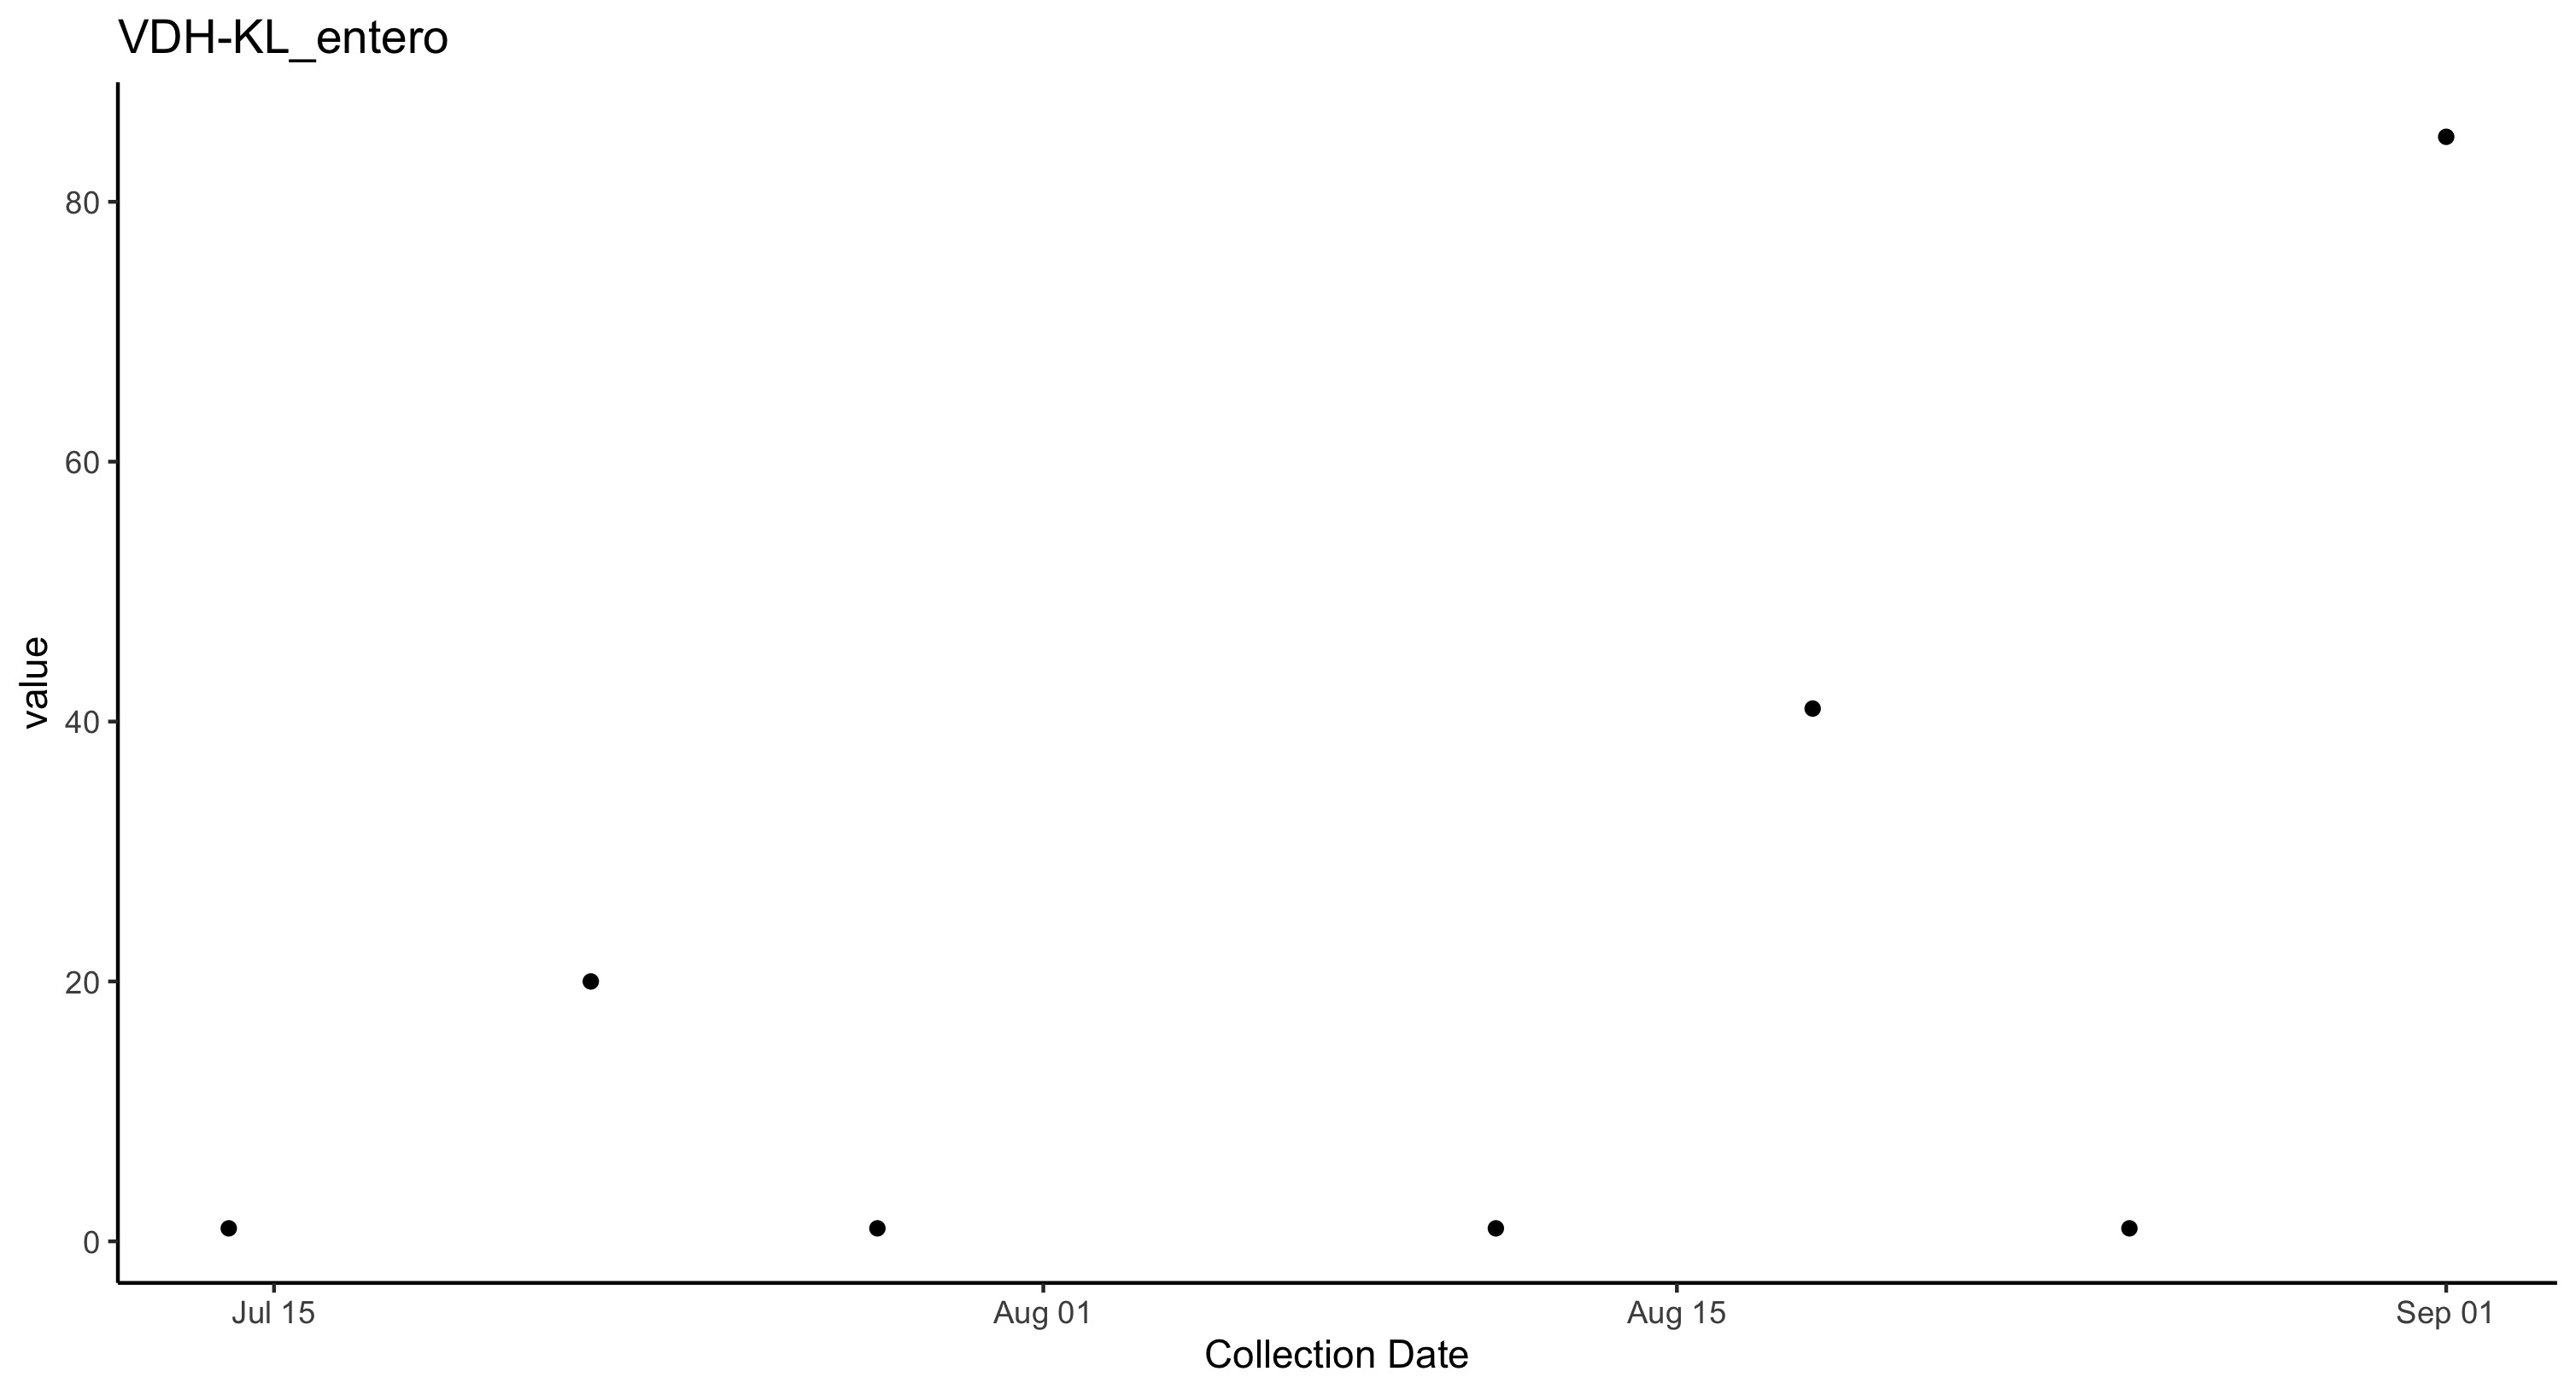 VDH-KL_entero
value
80
60
40
20
0
Jul 15
Aug 01
Aug 15
Sep 01
Collection Date